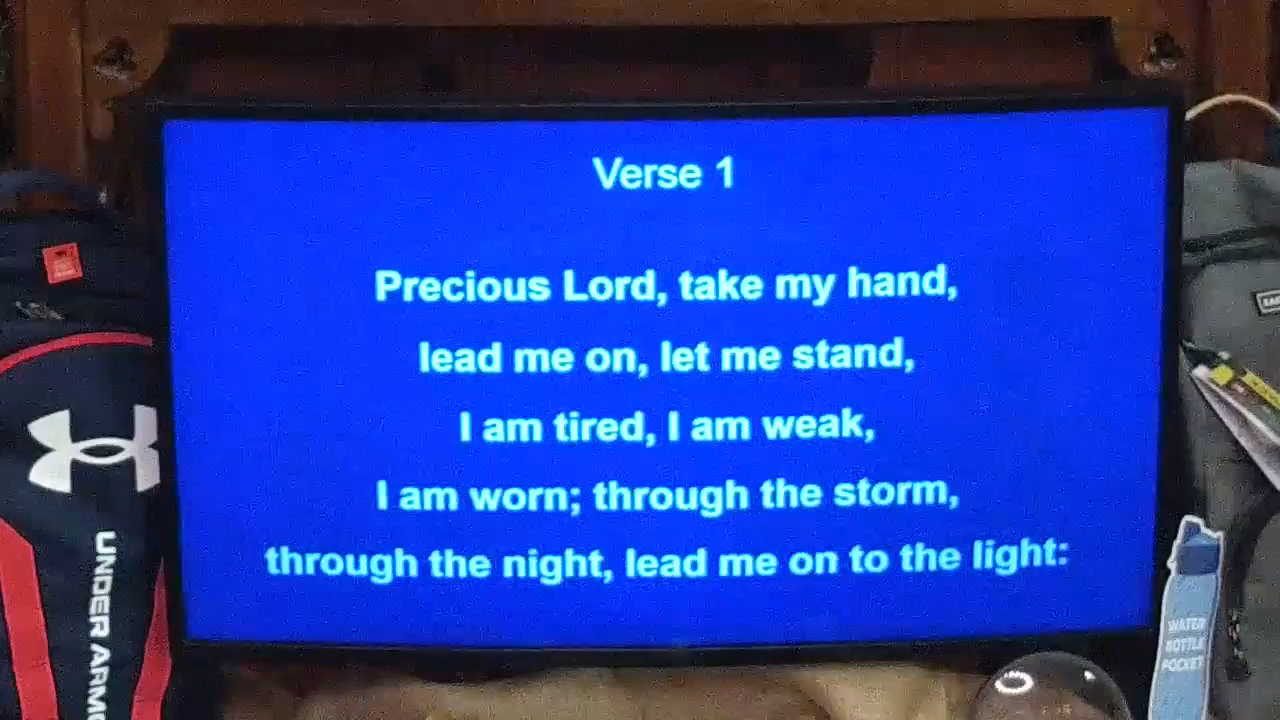 Verse 1
Precious Lord, take my hand,
lead me on, let me stand,
I am tired, I am weak,
I am worn; through the storm,
through the night, lead me on to the light:
UNDER ARMOUR
WATER
BOTTLE
POCKET